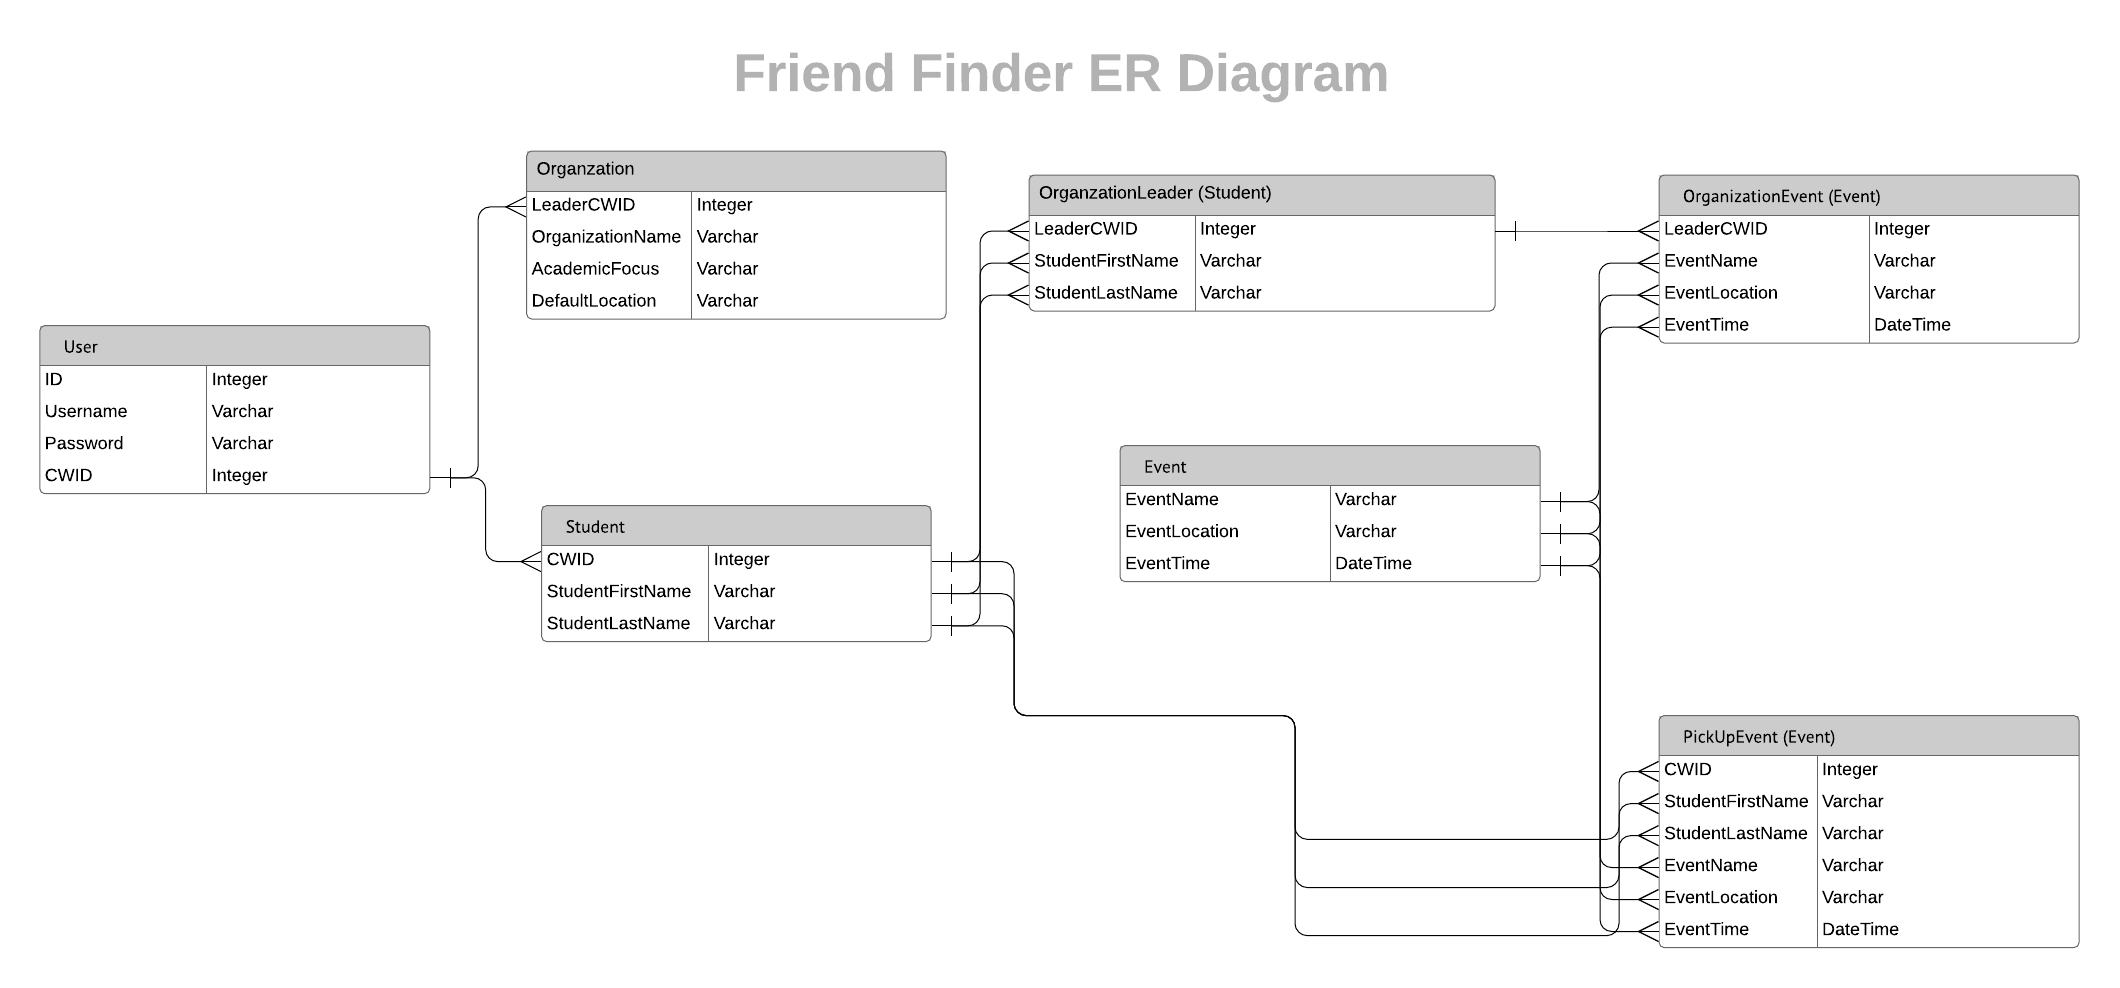 Friend Finder ER Diagram
Organzation
LeaderCWID Integer
OrganizationName Varchar
AcademicFocus Varchar
DefaultLocation Varchar
OrganzationLeader (Student)
LeaderCWID Integer
StudentFirstName Varchar
StudentLastName Varchar
OrganizationEvent (Event)
LeaderCWID Integer
EventName Varchar
EventLocation Varchar
EventTime DateTime
User
ID Integer
Username Varchar
Password Varchar
CWID Integer
Event
EventName Varchar
EventLocation Varchar
EventTime DateTime
Student
CWID Integer
StudentFirstName Varchar
StudentLastName Varchar
PickUpEvent (Event)
CWID Integer
StudentFirstName Varchar
StudentLastName Varchar
EventName Varchar
EventLocation Varchar
EventTime DateTime